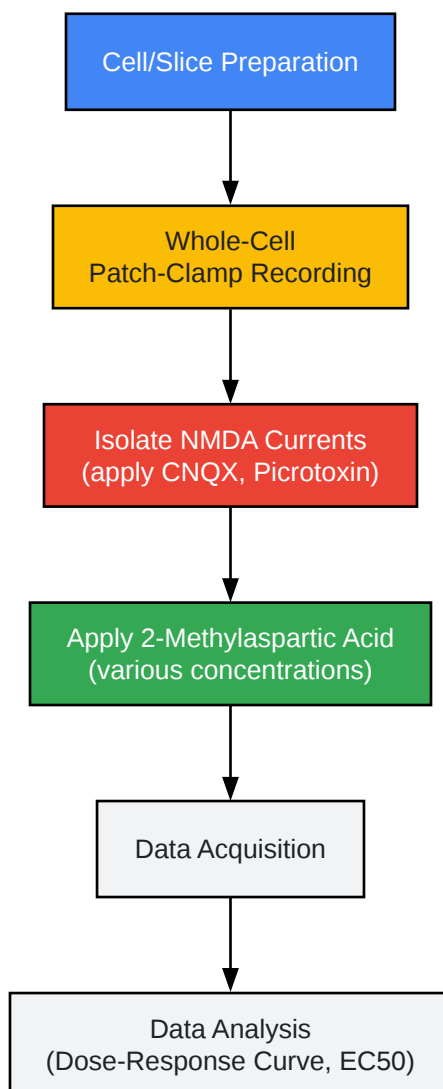 Cell/Slice Preparation
Whole-Cell
Patch-Clamp Recording
Isolate NMDA Currents
(apply CNQX, Picrotoxin)
Apply 2-Methylaspartic Acid
(various concentrations)
Data Acquisition
Data Analysis
(Dose-Response Curve, EC50)